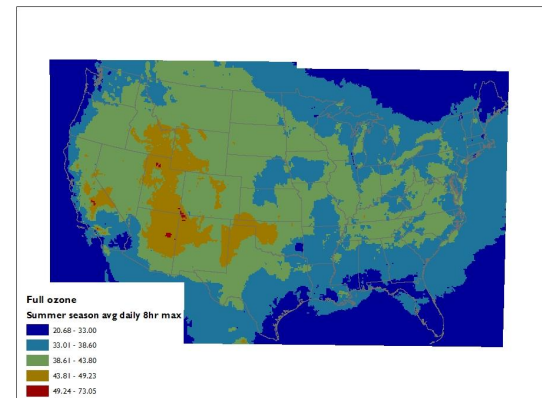 Full ozone
Summer season avg daily 8hr max
20.68 - 33.00
33.01 - 38.60
38.61 - 43.80
43.81 - 49.23
49.24 - 73.05